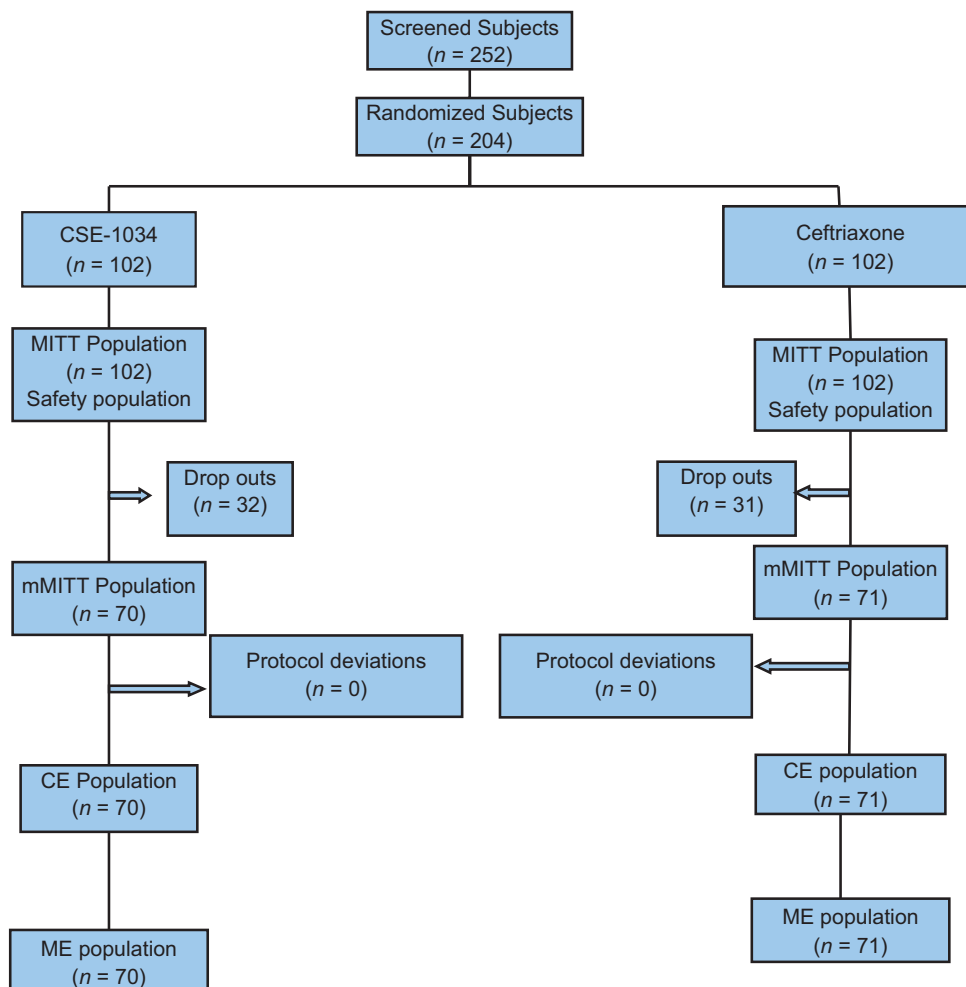 Screened Subjects
(n = 252)
Randomized Subjects
(n = 204)
CSE-1034
(n = 102)
Ceftriaxone
(n = 102)
MITT Population
(n = 102)
Safety population
MITT Population
(n = 102)
Safety population
Drop outs
(n = 32)
Drop outs
(n = 31)
mMITT Population
(n = 70)
mMITT Population
(n = 71)
Protocol deviations
(n = 0)
Protocol deviations
(n = 0)
CE Population
(n = 70)
CE population
(n = 71)
ME population
(n = 70)
ME population
(n = 71)